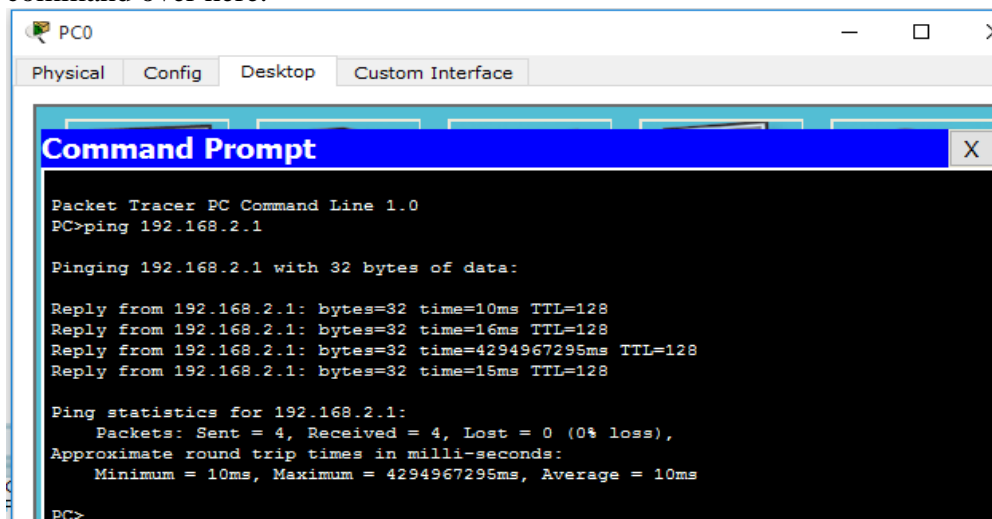 command over here.
PC0
Physical Config Desktop Custom Interface
Command Prompt
X
Packet Tracer PC Command Line 1.0
PC>ping 192.168.2.1
Pinging 192.168.2.1 with 32 bytes of data:
Reply from 192.168.2.1: bytes=32 time=10ms TTL=128
Reply from 192.168.2.1: bytes=32 time=16ms TTL=128
Reply from 192.168.2.1: bytes=32 time=4294967295ms TTL=128
Reply from 192.168.2.1: bytes=32 time=15ms TTL=128
Ping statistics for 192.168.2.1:
Packets: Sent = 4, Received = 4, Lost = 0 (0% loss),
Approximate round trip times in milli-seconds:
Minimum = 10ms, Maximum = 4294967295ms, Average = 10ms
PC>